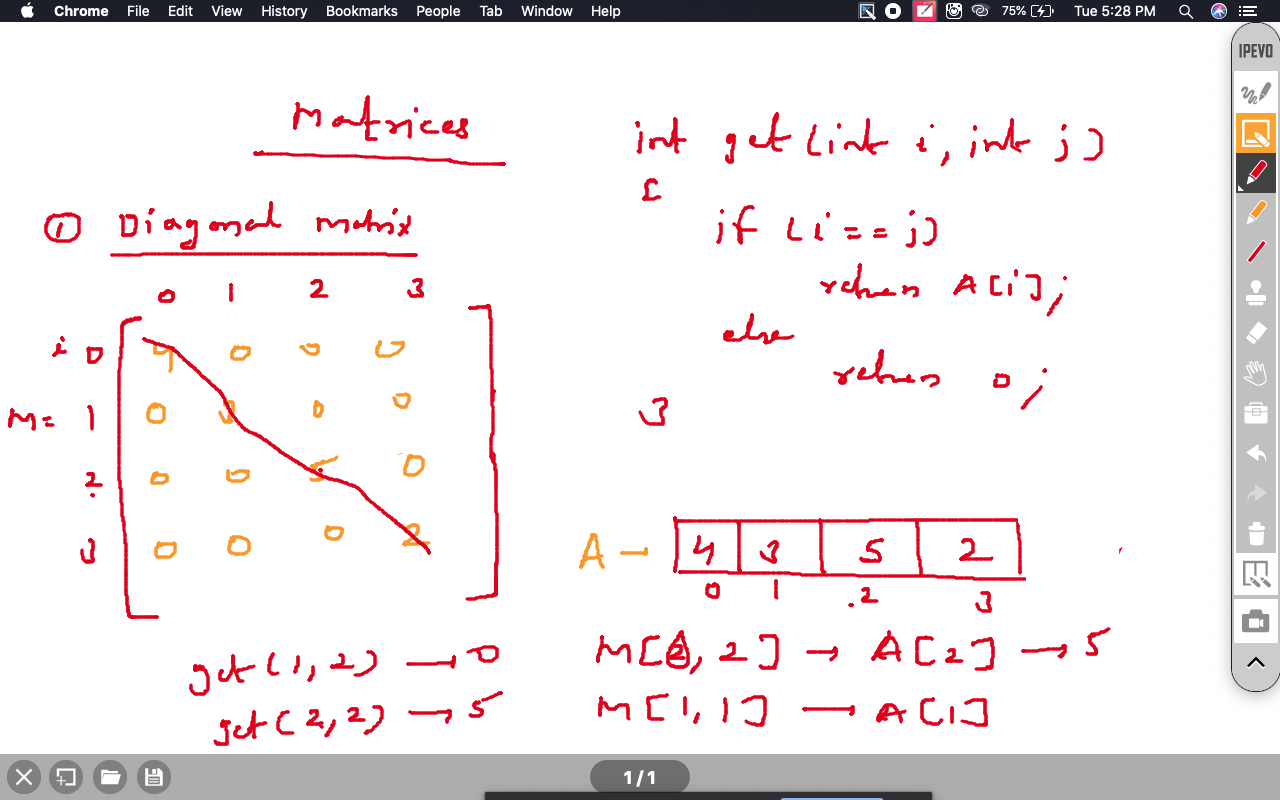 Chrome File Edit View History Bookmarks People Tab Window Help 75% Tue 5:28 PM
IPEVO
Matrices
① Diagonal matrix
0 1 2 3
i 0 4 0 0 0
M= 1 0 3 0 0
2 0 0 5 0
3 0 0 0 2
get(1,2) → 0
get(2,2) → 5
int get(int i, int j)
{
if (i == j)
return A[i];
else
return 0;
}
A → 4 3 5 2
0 1 2 3
M[2,2] → A[2] → 5
M[1,1] → A[1]
1/1